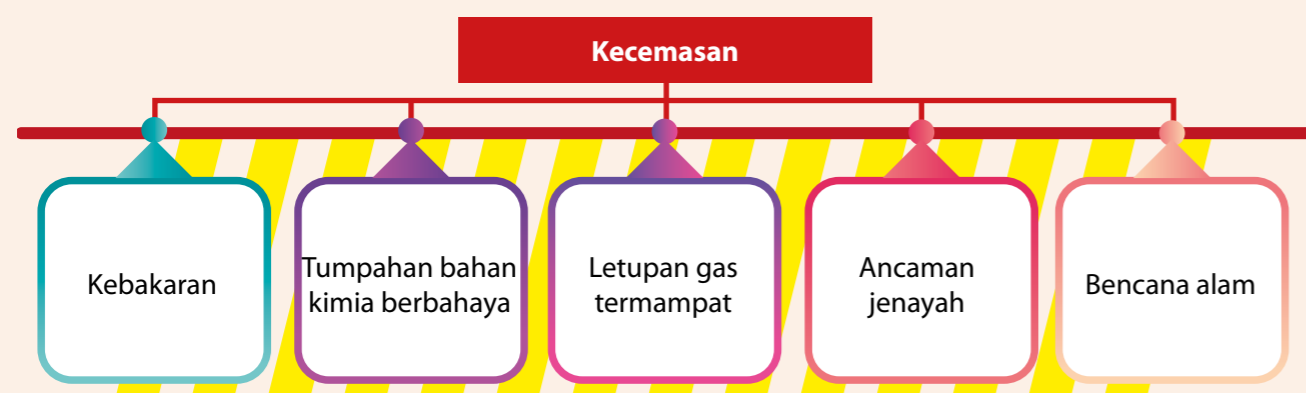 Kecemasan
Kebakaran
Tumpahan bahan
kimia berbahaya
Letupan gas
termampat
Ancaman
jenayah
Bencana alam